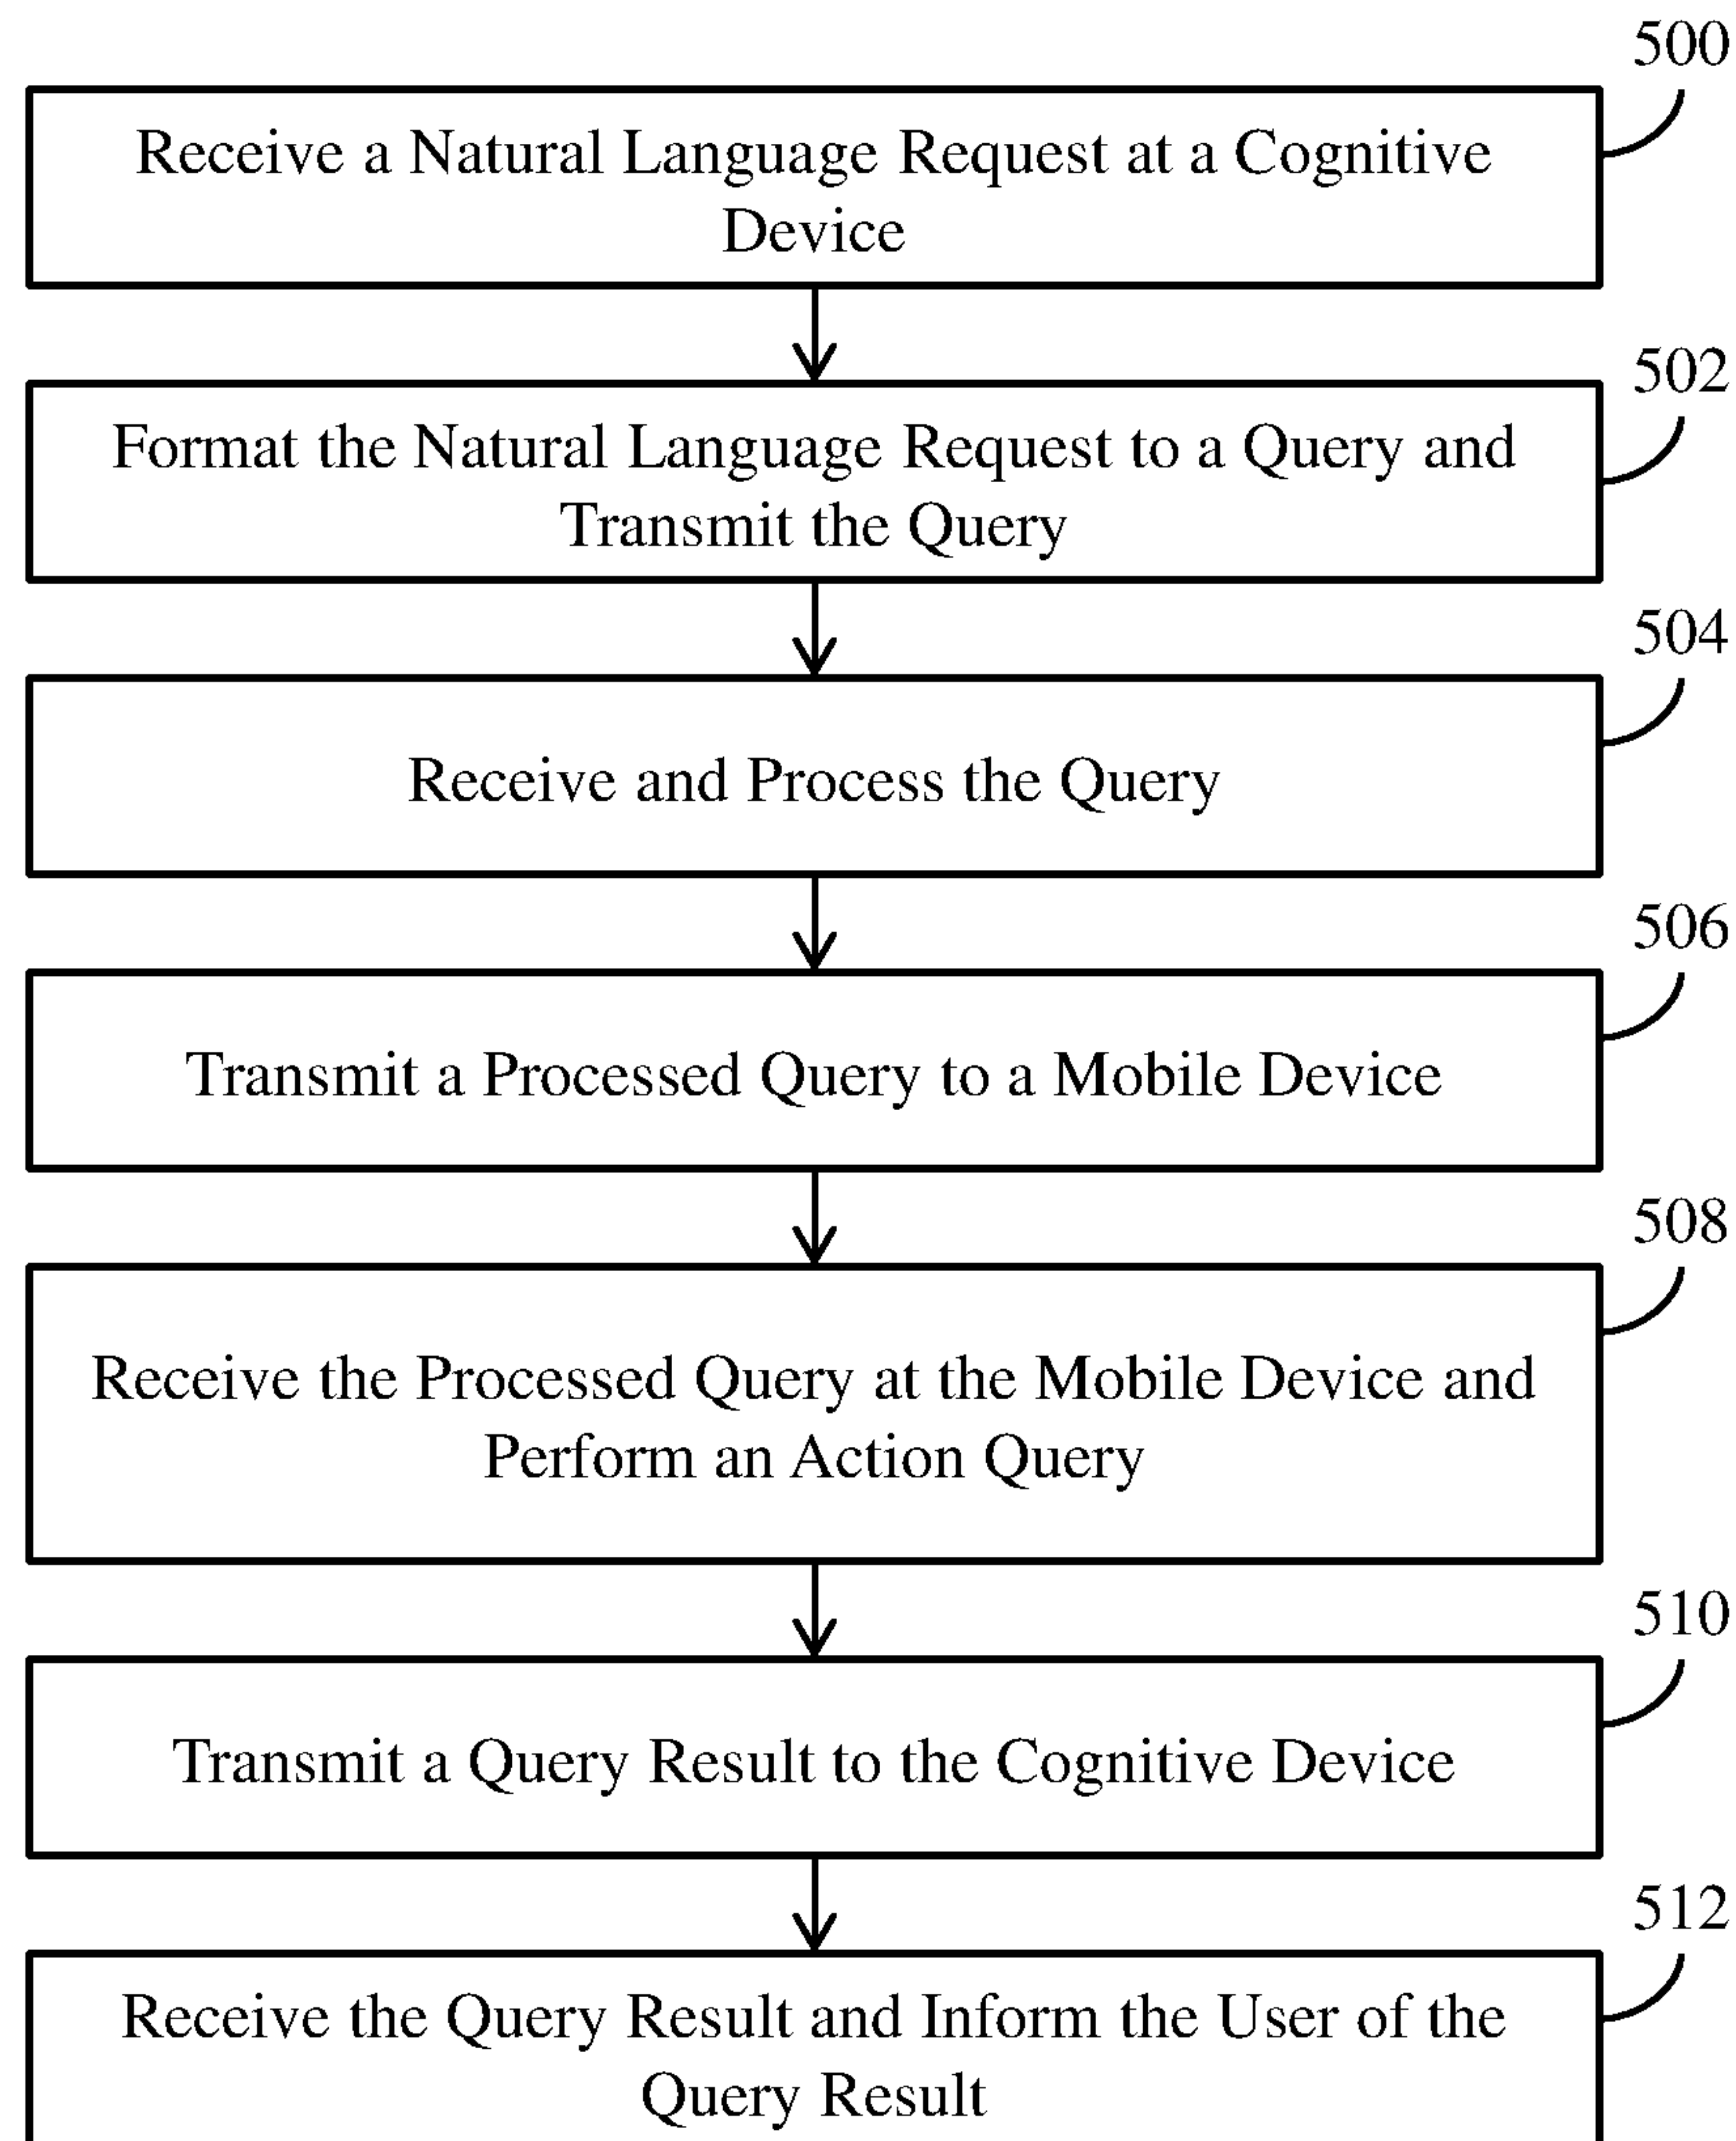 500
Receive a Natural Language Request at a Cognitive
Device
502
Format the Natural Language Request to a Query and
Transmit the Query
504
Receive and Process the Query
506
Transmit a Processed Query to a Mobile Device
508
Receive the Processed Query at the Mobile Device and
Perform an Action Query
510
Transmit a Query Result to the Cognitive Device
512
Receive the Query Result and Inform the User of the
Query Result